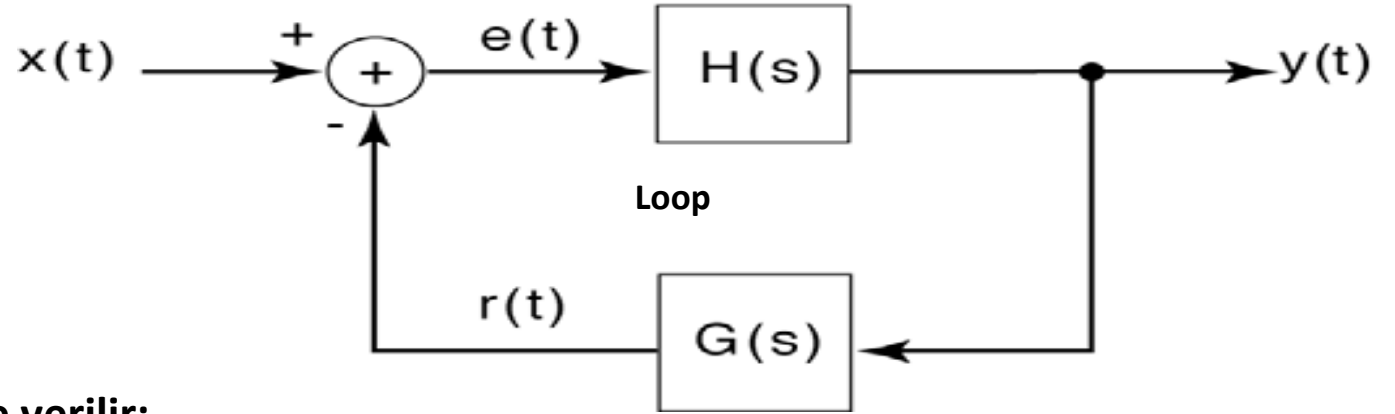 x(t)
+
+
-
e(t)
H(s)
y(t)
Loop
r(t)
G(s)
verilir: